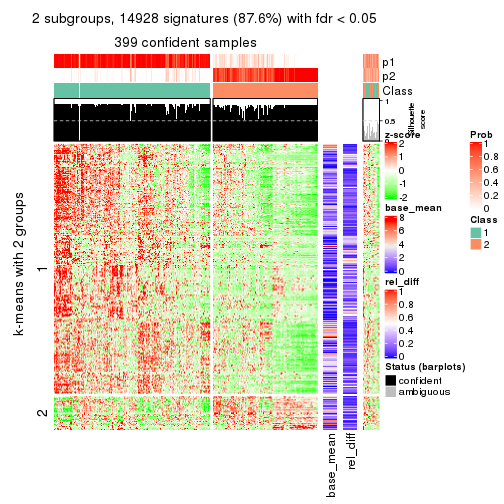 2 subgroups, 14928 signatures (87.6%) with fdr < 0.05
399 confident samples
p1
p2
Class
1
0.5
0
Silhouette
score
k-means with 2 groups
1
2
base_mean
rel_diff
z-score
2
1
0
-1
-2
base_mean
8
6
4
2
0
rel_diff
1
0.8
0.6
0.4
0.2
0
Status (barplots)
confident
ambiguous
Prob
1
0.8
0.6
0.4
0.2
0
Class
1
2